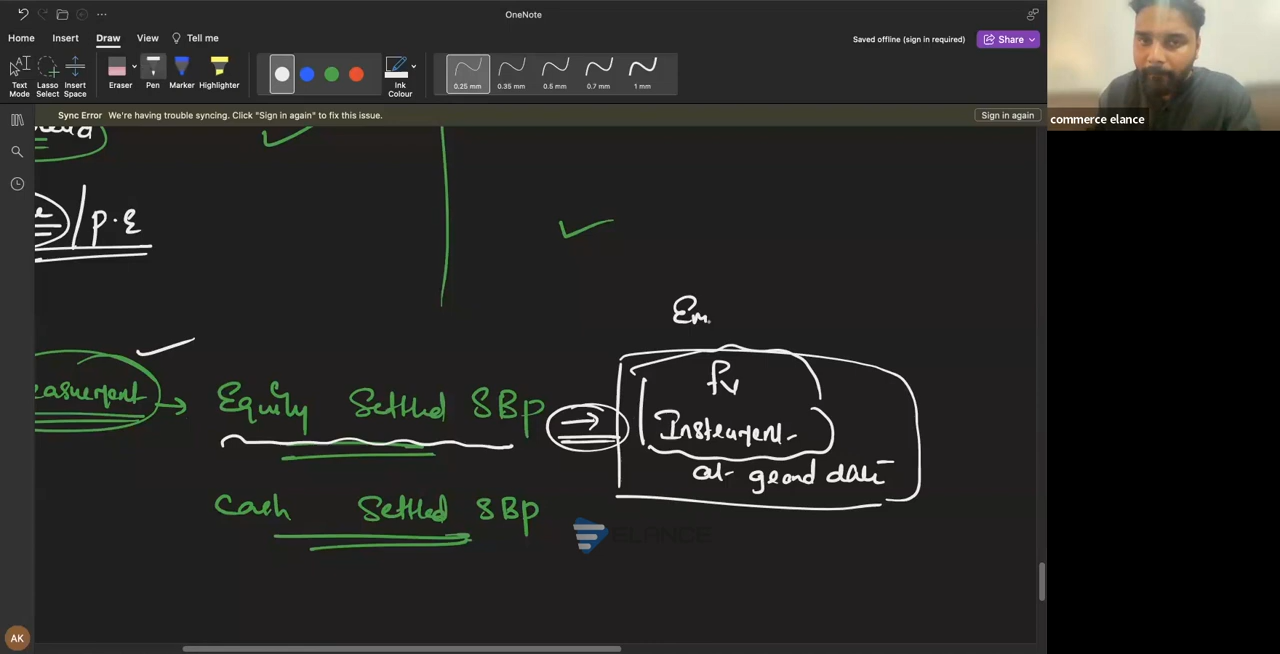 OneNote
Home Insert Draw View Tell me
Saved offline (sign in required)
Share
Text Mode
Lasso Select
Insert Space
Eraser
Pen
Marker
Highlighter
Ink Colour
0.25 mm
0.35 mm
0.5 mm
0.7 mm
1 mm
commerce elance
Sync Error We're having trouble syncing. Click "Sign in again" to fix this issue.
Sign in again
/P.E
Em
easurement → Equity Settled SBP →
fv
Instrument
at grand date
Cash Settled SBP
ELANCE
AK